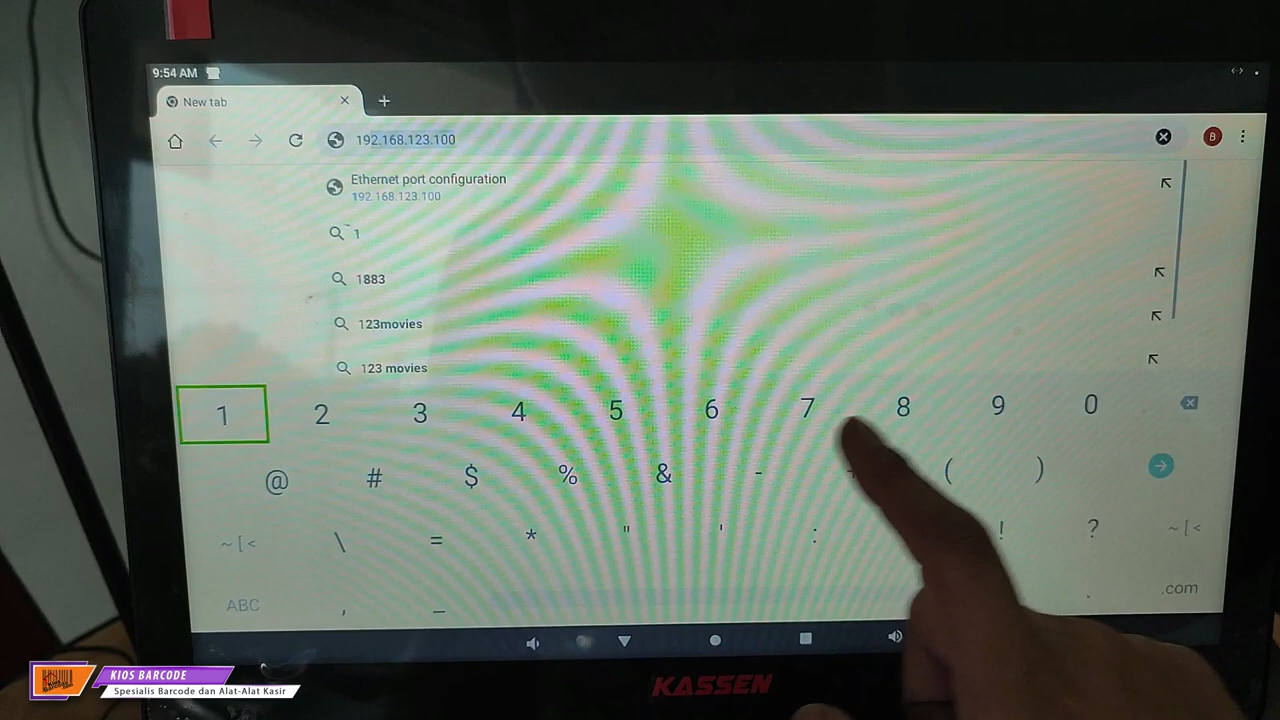 9:54 AM
New tab
192.168.123.100
B
Ethernet port configuration
192.168.123.100
1
1883
123movies
123 movies
1 2 3 4 5 6 7 8 9 0
@ # $ % & - ( )
~[< \ = * " ' : ! ? ~[<
ABC , _ . .com
KASSEN
KIOS BARCODE
Spesialis Barcode dan Alat-Alat Kasir